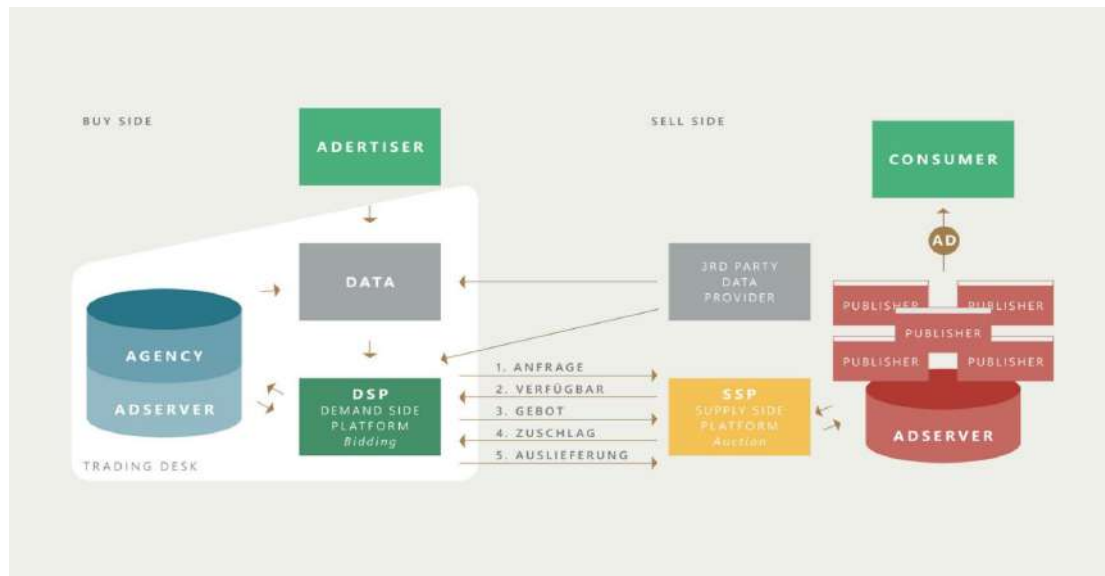 BUY SIDE
SELL SIDE
ADERTISER
CONSUMER
AD
DATA
3RD PARTY
DATA
PROVIDER
PUBLISHER
PUBLISHER
PUBLISHER
PUBLISHER
PUBLISHER
AGENCY
ADSERVER
DSP
DEMAND SIDE
PLATFORM
Bidding
1. ANFRAGE
2. VERFÜGBAR
3. GEBOT
4. ZUSCHLAG
5. AUSLIEFERUNG
SSP
SUPPLY SIDE
PLATFORM
Auction
ADSERVER
TRADING DESK